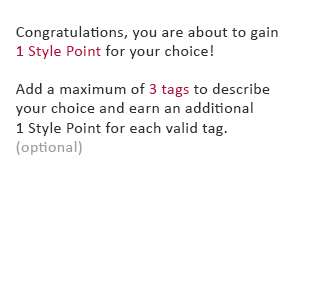 Congratulations, you are about to gain
1 Style Point for your choice!
Add a maximum of 3 tags to describe
your choice and earn an additional
1 Style Point for each valid tag.
(optional)